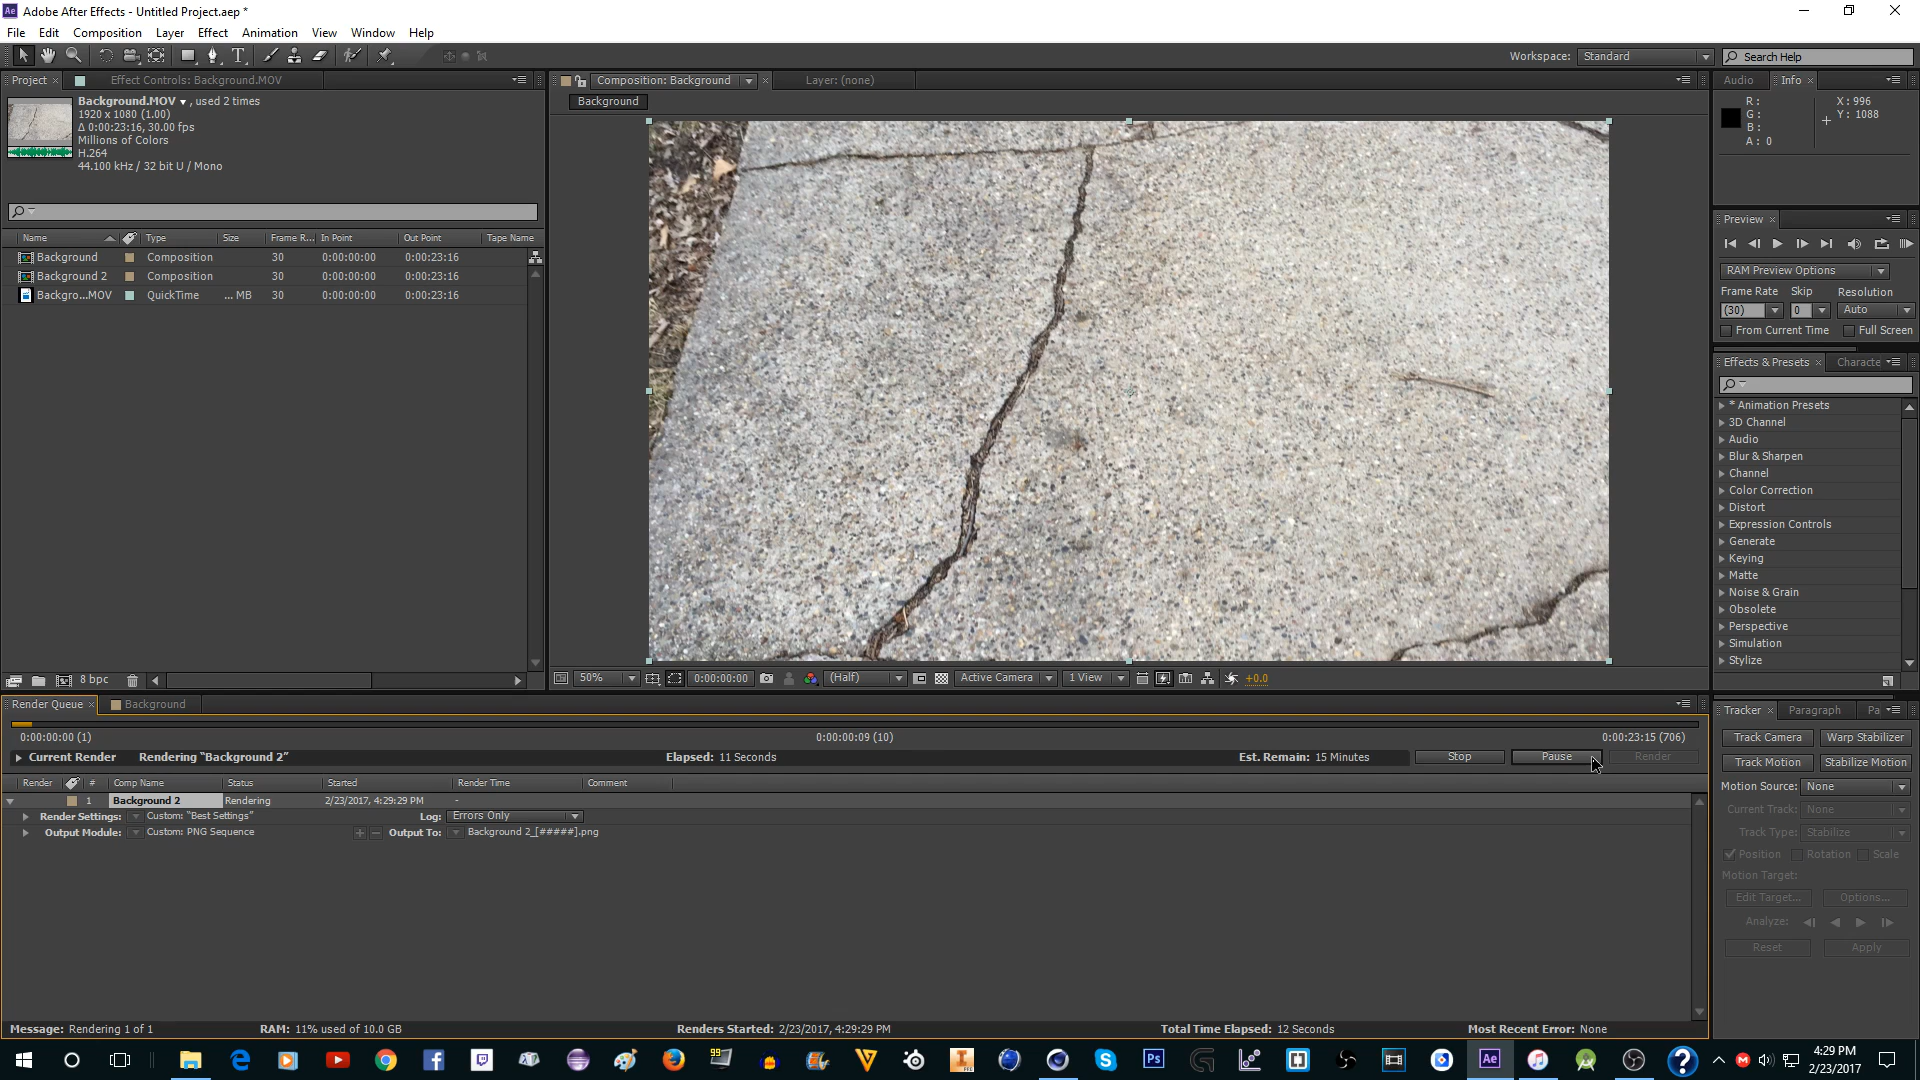 Adobe After Effects - Untitled Project.aep *
File Edit Composition Layer Effect Animation View Window Help
Workspace: Standard Search Help
Project Effect Controls: Background.MOV
Composition: Background Layer: (none)
Audio Info
Background.MOV , used 2 times
1920 x 1080 (1.00)
Δ 0:00:23:16, 30.00 fps
Millions of Colors
H.264
44.100 kHz / 32 bit U / Mono
Background
R:
G:
B:
A: 0
X: 996
Y: 1088
Name Type Size Frame R... In Point Out Point Tape Name
Background Composition 30 0:00:00:00 0:00:23:16
Background 2 Composition 30 0:00:00:00 0:00:23:16
Backgro...MOV QuickTime ... MB 30 0:00:00:00 0:00:23:16
8 bpc
50% 0:00:00:00 (Half) Active Camera 1 View +0.0
Preview
RAM Preview Options
Frame Rate Skip Resolution
(30) 0 Auto
From Current Time Full Screen
Effects & Presets Characte
* Animation Presets
3D Channel
Audio
Blur & Sharpen
Channel
Color Correction
Distort
Expression Controls
Generate
Keying
Matte
Noise & Grain
Obsolete
Perspective
Simulation
Stylize
Render Queue Background
0:00:00:00 (1) 0:00:00:09 (10) 0:00:23:15 (706)
Current Render Rendering “Background 2” Elapsed: 11 Seconds Est. Remain: 15 Minutes Stop Pause Render
Render # Comp Name Status Started Render Time Comment
1 Background 2 Rendering 2/23/2017, 4:29:29 PM -
Render Settings: Custom: “Best Settings” Log: Errors Only
Output Module: Custom: PNG Sequence Output To: Background 2_[#####].png
Message: Rendering 1 of 1 RAM: 11% used of 10.0 GB Renders Started: 2/23/2017, 4:29:29 PM Total Time Elapsed: 12 Seconds Most Recent Error: None
Tracker Paragraph Pa
Track Camera Warp Stabilizer
Track Motion Stabilize Motion
Motion Source: None
Current Track: None
Track Type: Stabilize
Position Rotation Scale
Motion Target:
Edit Target... Options...
Analyze:
Reset Apply
Ps Ae
4:29 PM
2/23/2017